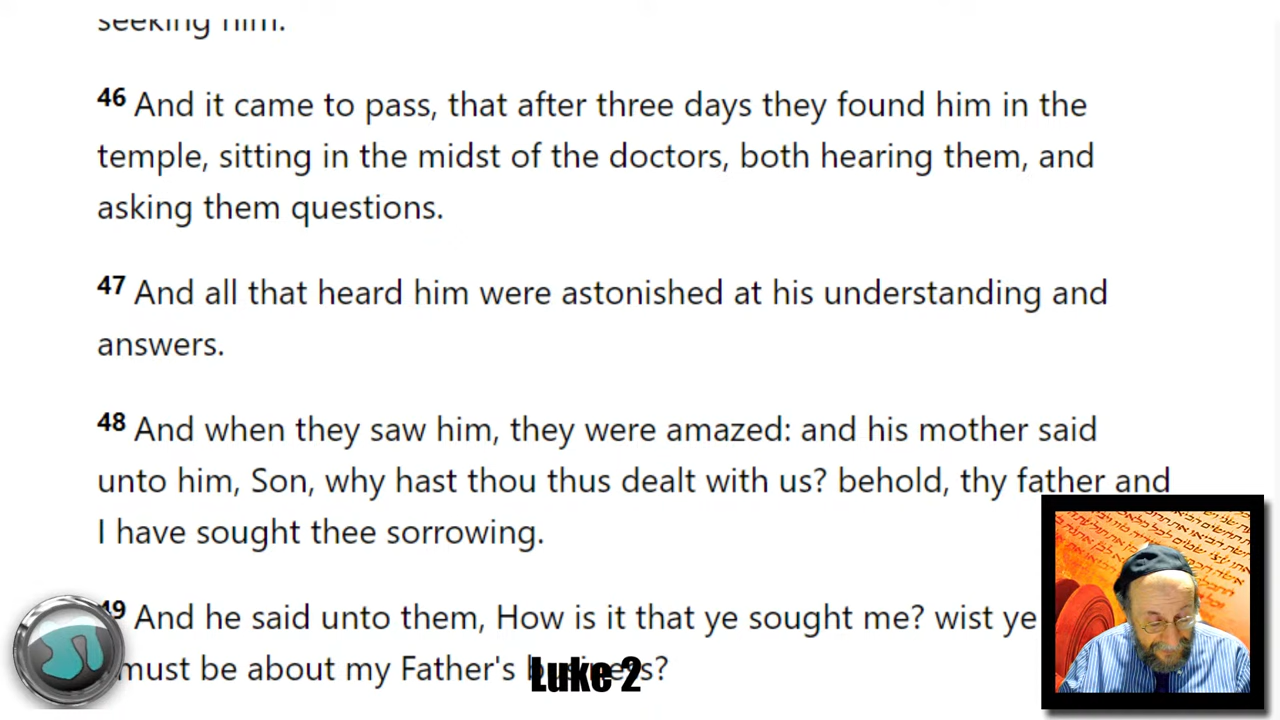 seeking him.
46 And it came to pass, that after three days they found him in the
temple, sitting in the midst of the doctors, both hearing them, and
asking them questions.
47 And all that heard him were astonished at his understanding and
answers.
48 And when they saw him, they were amazed: and his mother said
unto him, Son, why hast thou thus dealt with us? behold, thy father and
I have sought thee sorrowing.
49 And he said unto them, How is it that ye sought me? wist ye
must be about my Father's business?
Luke 2